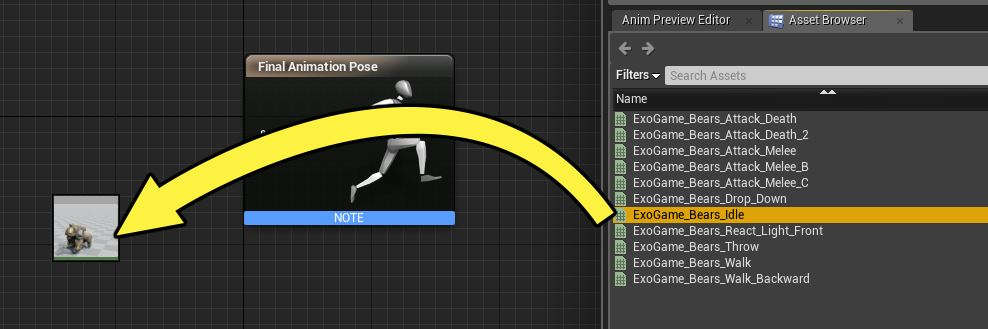 Anim Preview Editor
Asset Browser
Final Animation Pose
Filters
Search Assets
Name
ExoGame_Bears_Attack_Death
ExoGame_Bears_Attack_Death_2
ExoGame_Bears_Attack_Melee
ExoGame_Bears_Attack_Melee_B
ExoGame_Bears_Attack_Melee_C
ExoGame_Bears_Drop_Down
ExoGame_Bears_Idle
ExoGame_Bears_React_Light_Front
ExoGame_Bears_Throw
ExoGame_Bears_Walk
ExoGame_Bears_Walk_Backward
NOTE